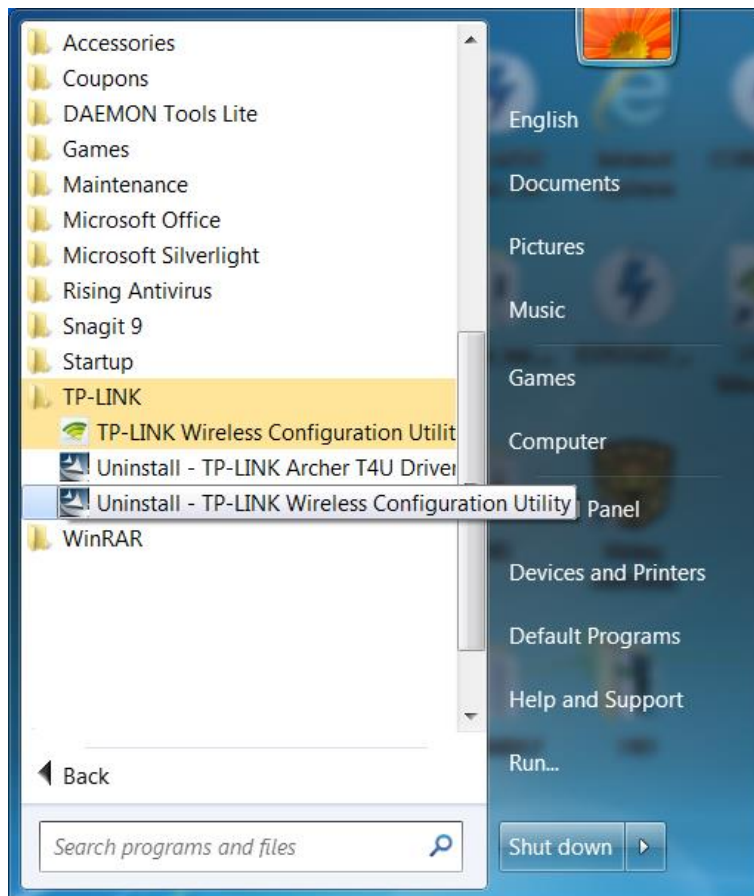 Accessories
Coupons
DAEMON Tools Lite
Games
Maintenance
Microsoft Office
Microsoft Silverlight
Rising Antivirus
Snagit 9
Startup
TP-LINK
TP-LINK Wireless Configuration Utilit
Uninstall - TP-LINK Archer T4U Driver
Uninstall - TP-LINK Wireless Configuration Utility
WinRAR
Back
Search programs and files
English
Documents
Pictures
Music
Games
Computer
Panel
Devices and Printers
Default Programs
Help and Support
Run...
Shut down